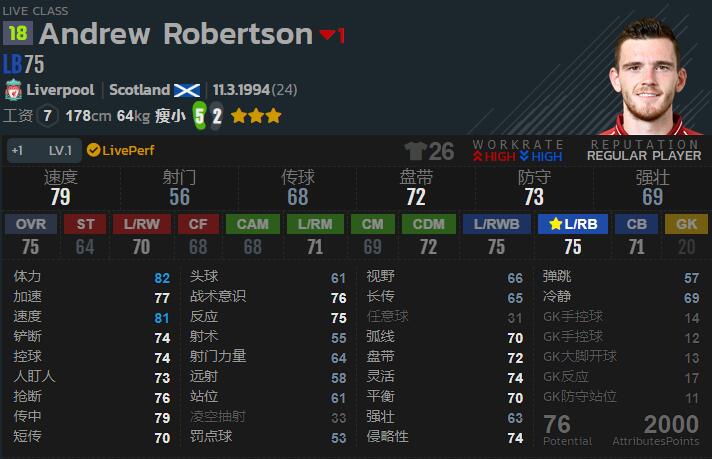 LIVE CLASS
18 Andrew Robertson 1
LB75
Liverpool Scotland 11.3.1994(24)
工资 7 178cm 64kg 瘦小 5 2
+1 LV.1 LivePerf 26 WORKRATE HIGH HIGH REPUTATION REGULAR PLAYER
速度 射门 传球 盘带 防守 强壮
79 56 68 72 73 69
OVR ST L/RW CF CAM L/RM CM CDM L/RWB L/RB CB GK
75 64 70 68 68 71 69 72 75 75 71 20
体力 82 头球 61 视野 66 弹跳 57
加速 77 战术意识 76 长传 65 冷静 69
速度 81 反应 75 任意球 31 GK手控球 14
铲断 74 射术 55 弧线 70 GK手控球 12
控球 74 射门力量 64 盘带 72 GK大脚开球 13
人盯人 73 远射 58 灵活 74 GK反应 17
抢断 76 站位 61 平衡 70 GK防守站位 11
传中 79 凌空抽射 33 强壮 63 76 2000
短传 70 罚点球 53 侵略性 74 Potential AttributesPoints